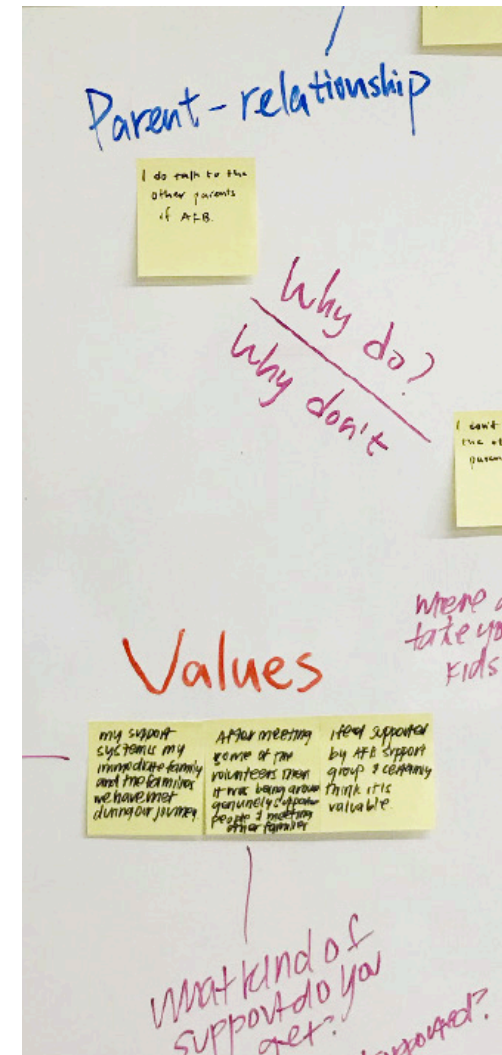 Parent-relationship
I do talk to the
other parents
if AFB.
Why do?
Why don't
parent
where
take
kids
Values
my support
system is my
immediate family
and the families
we have met
during our journey
After meeting
some of the
volunteers then
it was being
genuinely
people & meeting
other families
I feel supported
by AFB support
group & certainly
think it is
valuable.
What kind of
support do you
get?